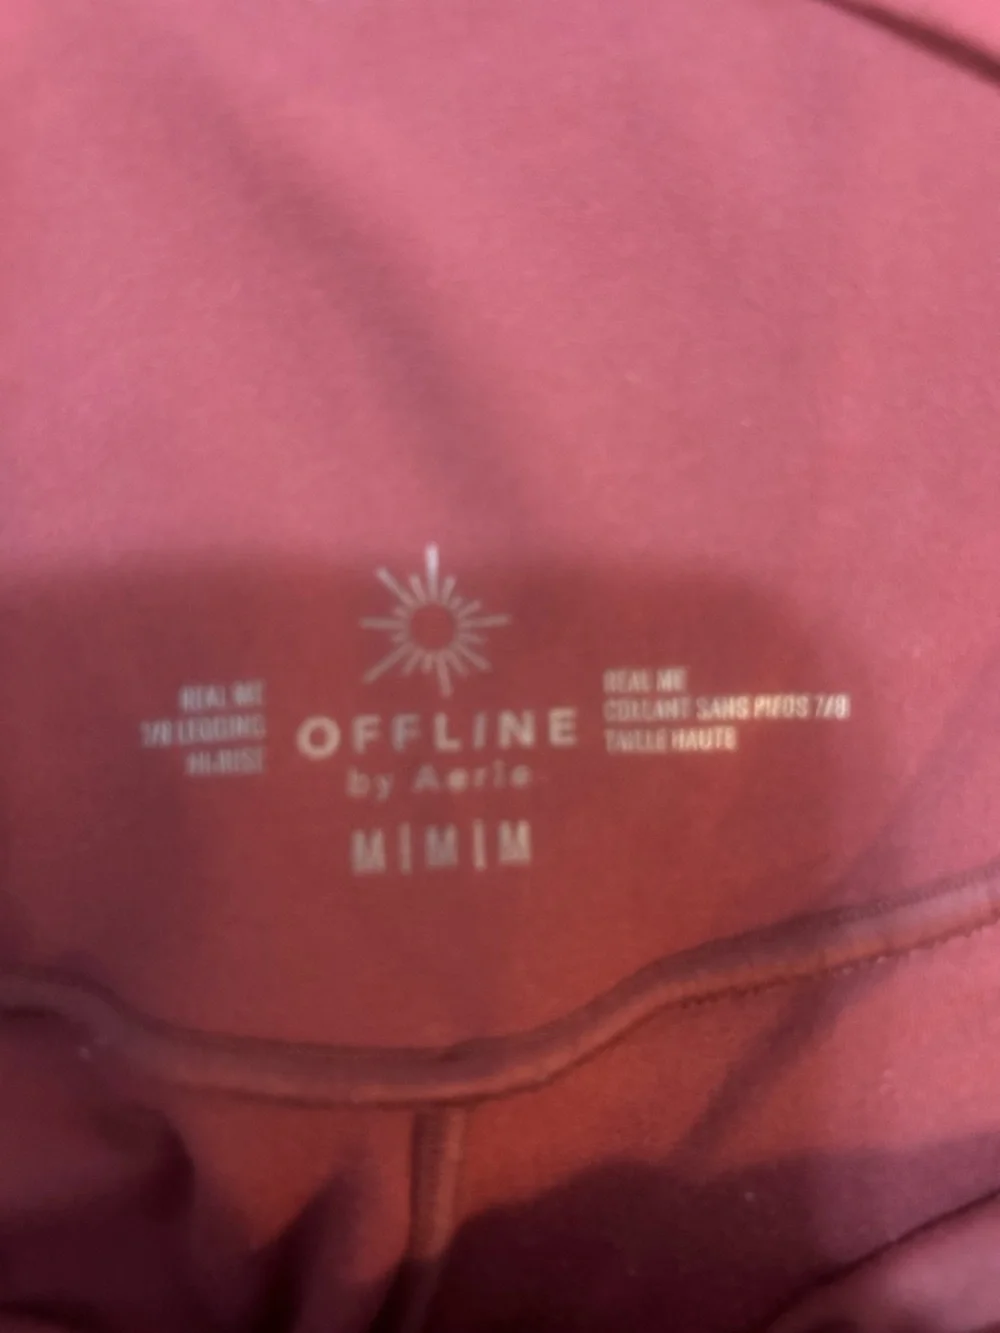 REAL ME
7/8 LEGGING
HI-RISE
OFFLINE
by Aerie
M | M | M
REAL ME
COLLANT SANS PIEDS 7/8
TAILLE HAUTE